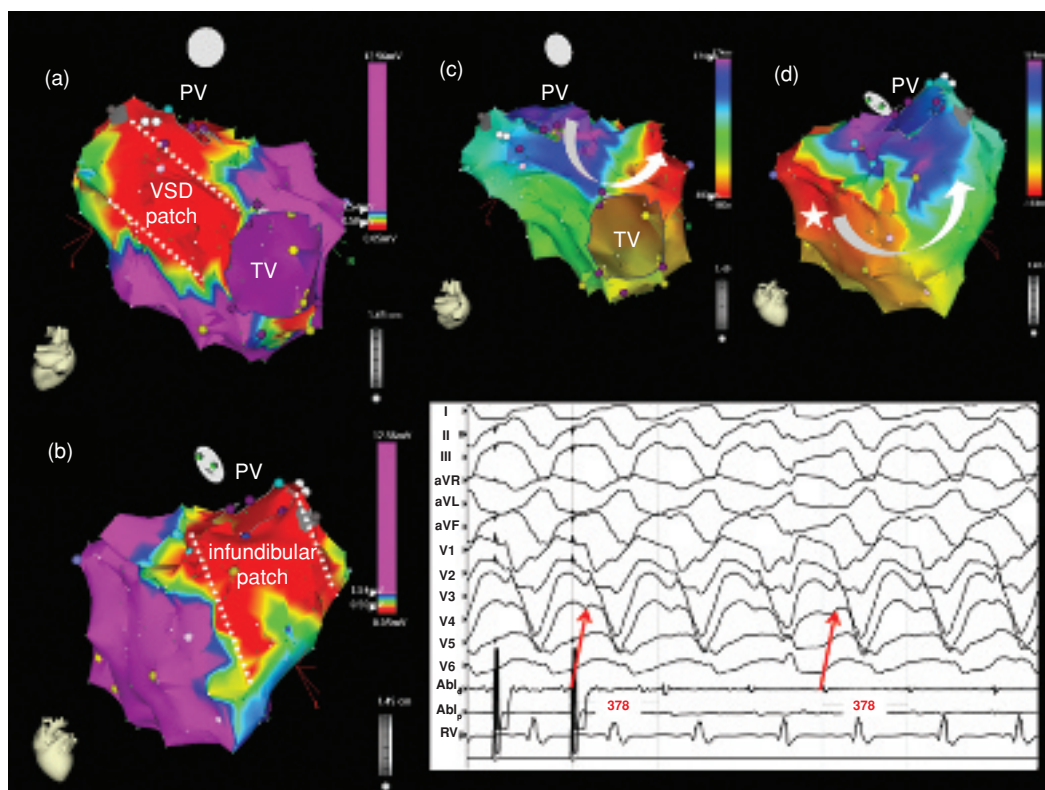 (a)
PV
VSD
patch
TV
(b)
PV
infundibular
patch
(c)
PV
TV
(d)
PV
I
II
III
aVR
aVL
aVF
V1
V2
V3
V4
V5
V6
Abl d
Abl p
RV
378
378